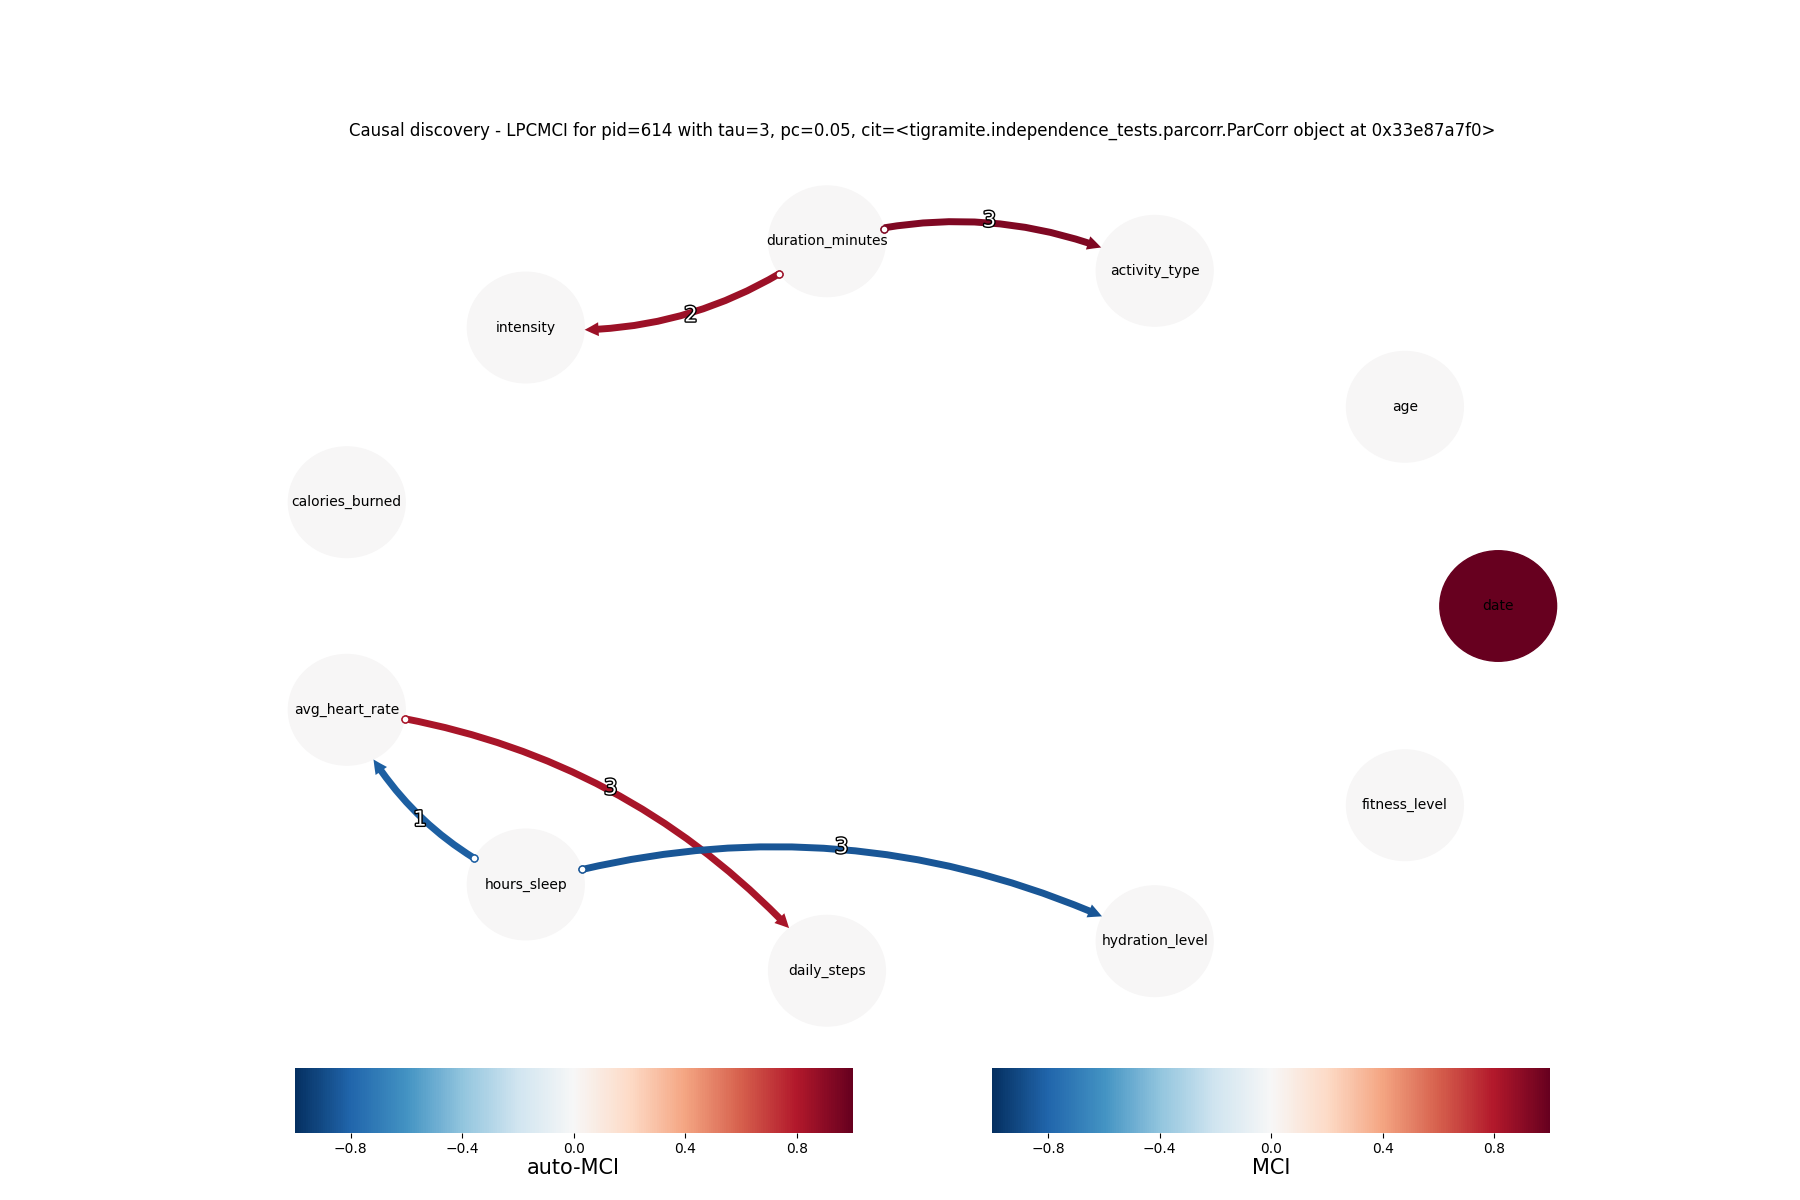 Causal discovery - LPCMCI for pid=614 with tau=3, pc=0.05, cit=<tigramite.independence_tests.parcorr.ParCorr object at 0x33e87a7f0>
duration_minutes
3
activity_type
intensity
2
age
calories_burned
date
avg_heart_rate
3
1
3
fitness_level
hours_sleep
hydration_level
daily_steps
−0.8 −0.4 0.0 0.4 0.8
auto-MCI
−0.8 −0.4 0.0 0.4 0.8
MCI